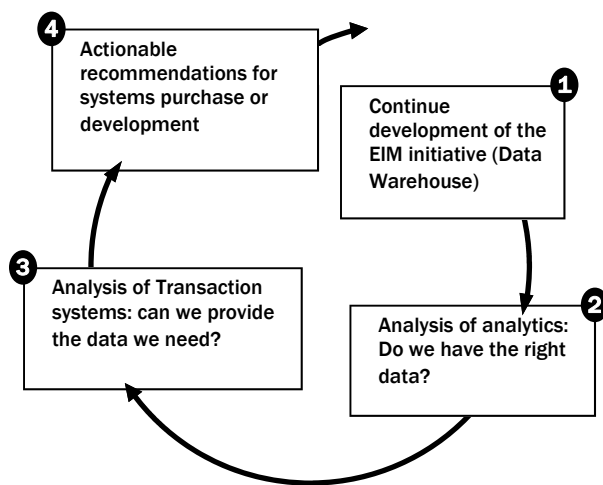 4
Actionable
recommendations for
systems purchase or
development
1
Continue
development of the
EIM initiative (Data
Warehouse)
3
Analysis of Transaction
systems: can we provide
the data we need?
2
Analysis of analytics:
Do we have the right
data?